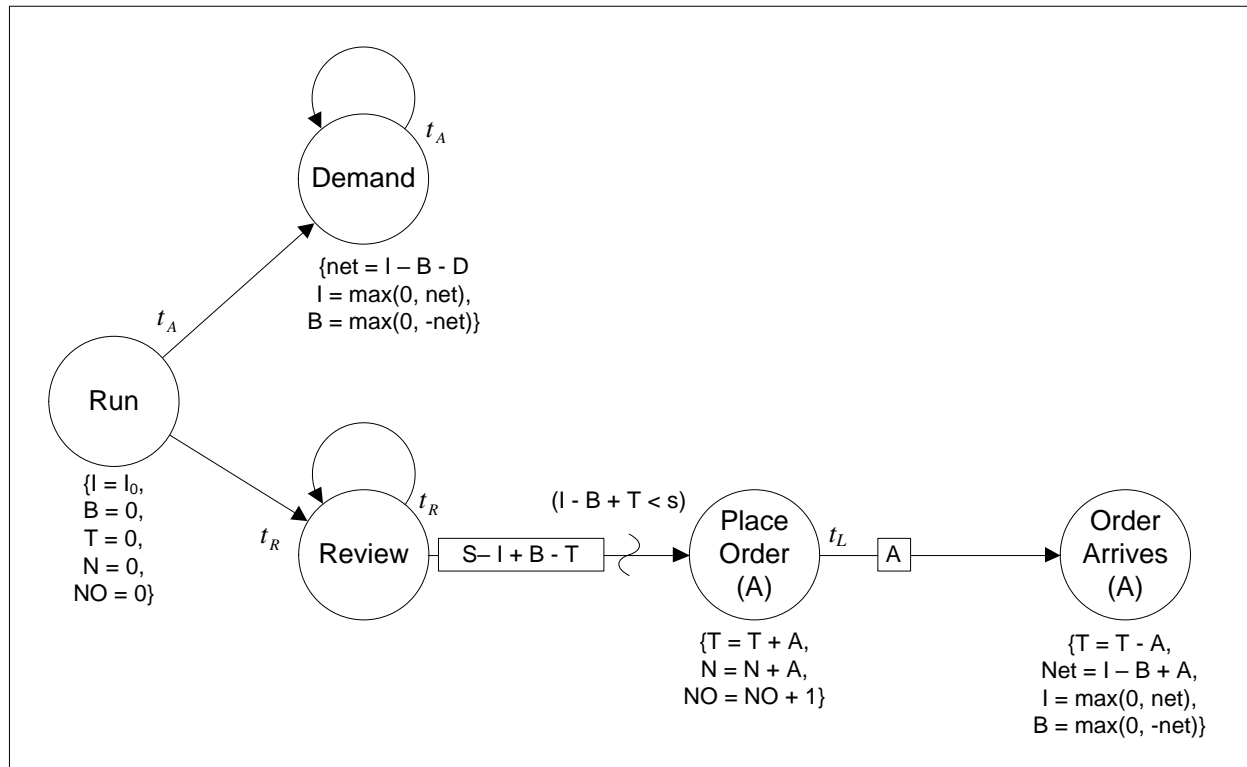 t_A
Demand
{net = I – B - D
I = max(0, net),
B = max(0, -net)}
t_A
Run
{I = I₀,
B = 0,
T = 0,
N = 0,
NO = 0}
t_R
t_R
Review
S– I + B - T
(I - B + T < s)
Place
Order
(A)
{T = T + A,
N = N + A,
NO = NO + 1}
t_L
A
Order
Arrives
(A)
{T = T - A,
Net = I – B + A,
I = max(0, net),
B = max(0, -net)}